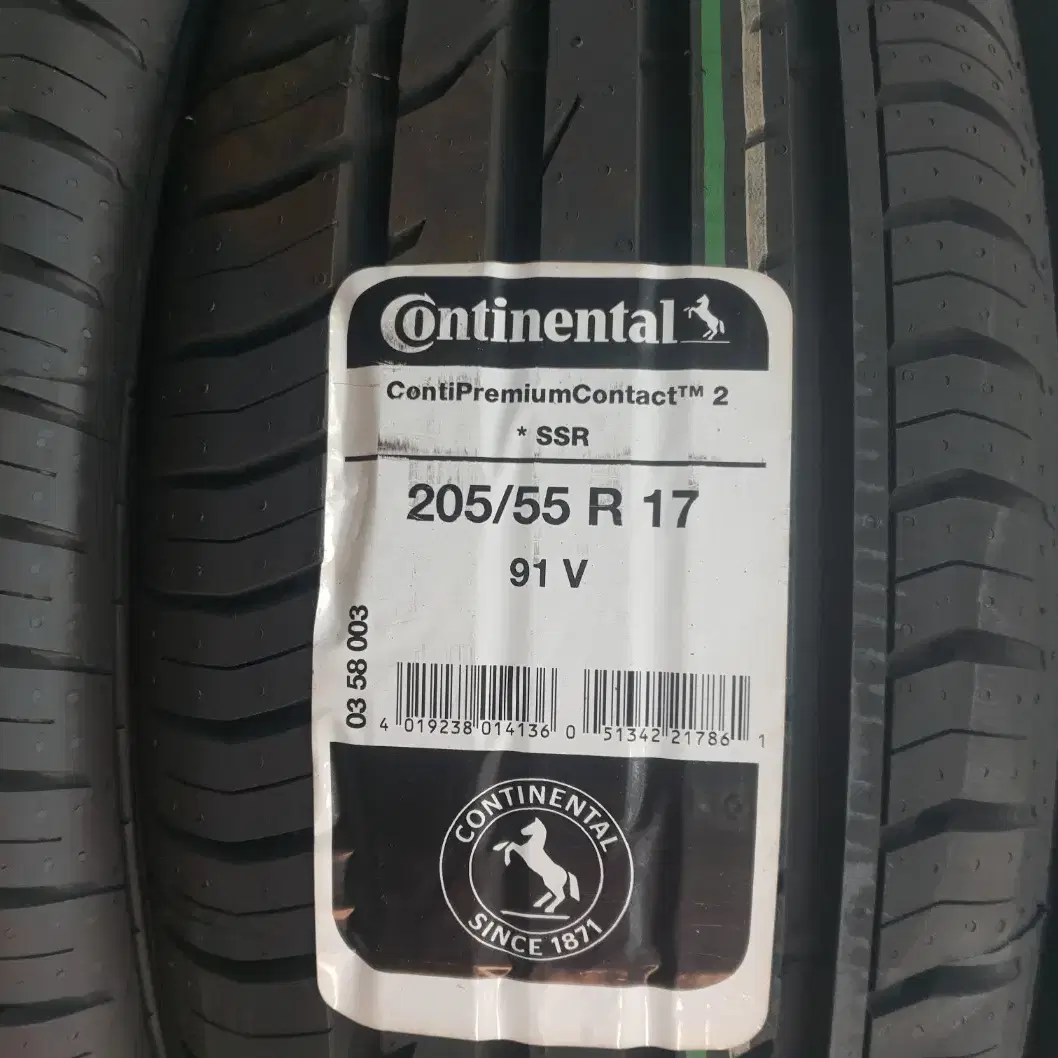 Continental
ContiPremiumContact™ 2
* SSR
205/55 R 17
91 V
03 58 003
4 019238 014136 0 51342 21786 1
CONTINENTAL
SINCE 1871